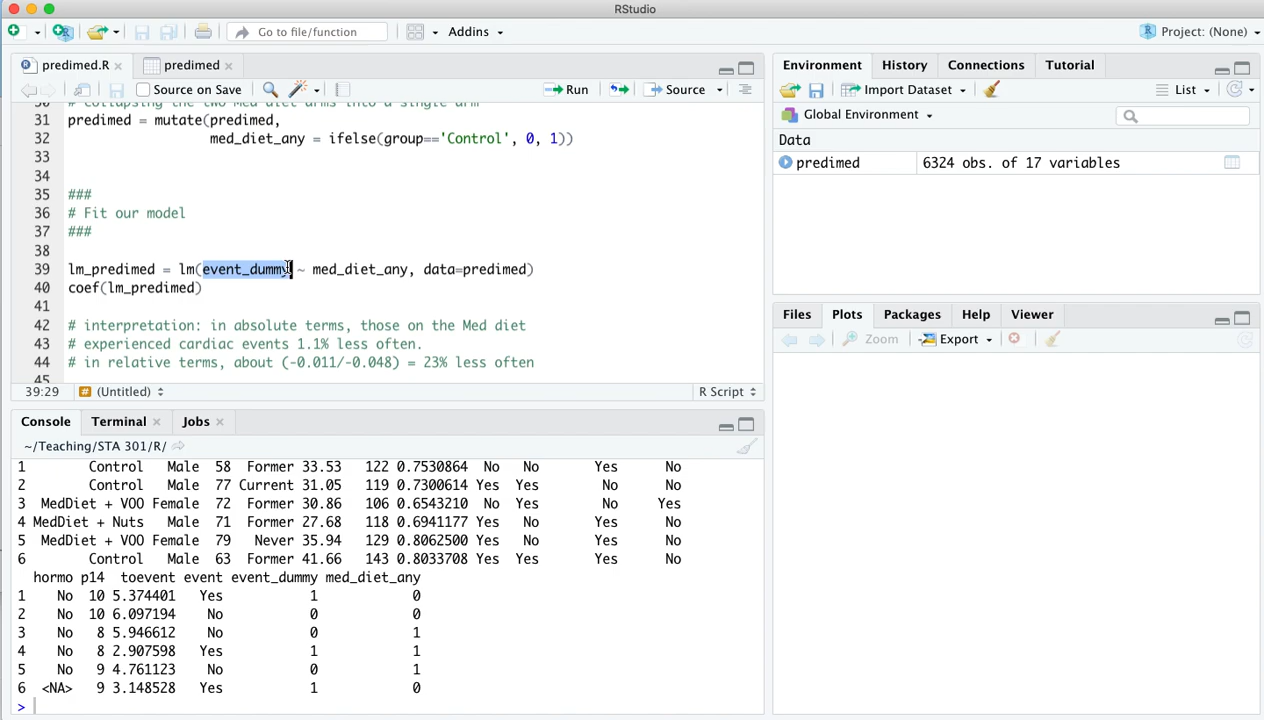 RStudio
Go to file/function
Addins
Project: (None)
predimed.R
predimed
Source on Save
Run
Source
30 # Collapsing the two Med diet arms into a single arm
31 predimed = mutate(predimed,
32 med_diet_any = ifelse(group=='Control', 0, 1))
33
34
35 ###
36 # Fit our model
37 ###
38
39 lm_predimed = lm(event_dummy ~ med_diet_any, data=predimed)
40 coef(lm_predimed)
41
42 # interpretation: in absolute terms, those on the Med diet
43 # experienced cardiac events 1.1% less often.
44 # in relative terms, about (-0.011/-0.048) = 23% less often
45
39:29
# (Untitled)
R Script
Console
Terminal
Jobs
~/Teaching/STA 301/R/
1 Control Male 58 Former 33.53 122 0.7530864 No No Yes No
2 Control Male 77 Current 31.05 119 0.7300614 Yes Yes No No
3 MedDiet + VOO Female 72 Former 30.86 106 0.6543210 No Yes No Yes
4 MedDiet + Nuts Male 71 Former 27.68 118 0.6941177 Yes No Yes No
5 MedDiet + VOO Female 79 Never 35.94 129 0.8062500 Yes No Yes No
6 Control Male 63 Former 41.66 143 0.8033708 Yes Yes Yes No
hormo p14 toevent event event_dummy med_diet_any
1 No 10 5.374401 Yes 1 0
2 No 10 6.097194 No 0 0
3 No 8 5.946612 No 0 1
4 No 8 2.907598 Yes 1 1
5 No 9 4.761123 No 0 1
6 <NA> 9 3.148528 Yes 1 0
>
Environment
History
Connections
Tutorial
Import Dataset
List
Global Environment
Data
predimed 6324 obs. of 17 variables
Files
Plots
Packages
Help
Viewer
Zoom
Export